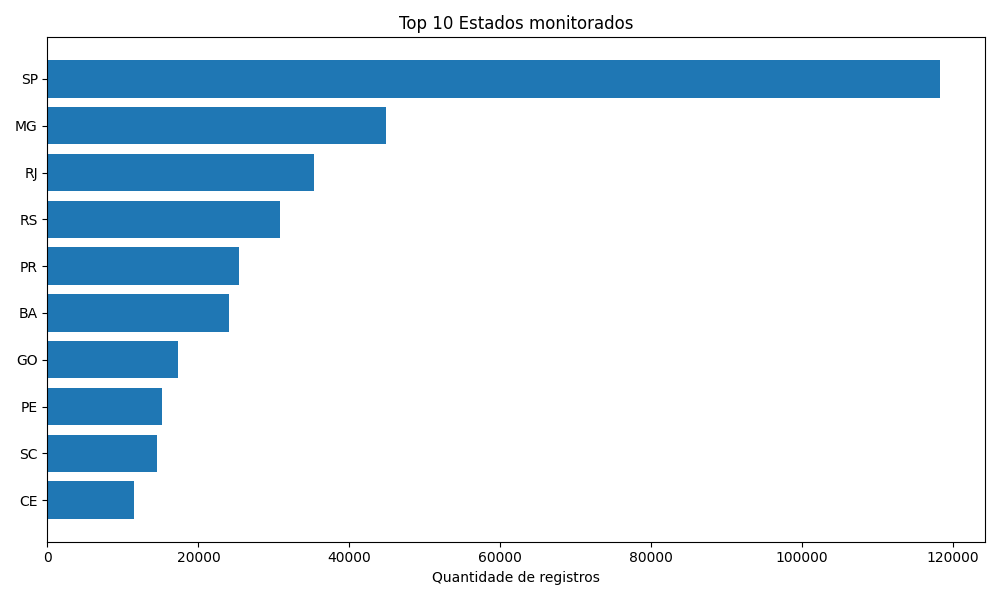 Top 10 Estados monitorados
SP
MG
RJ
RS
PR
BA
GO
PE
SC
CE
0 20000 40000 60000 80000 100000 120000
Quantidade de registros